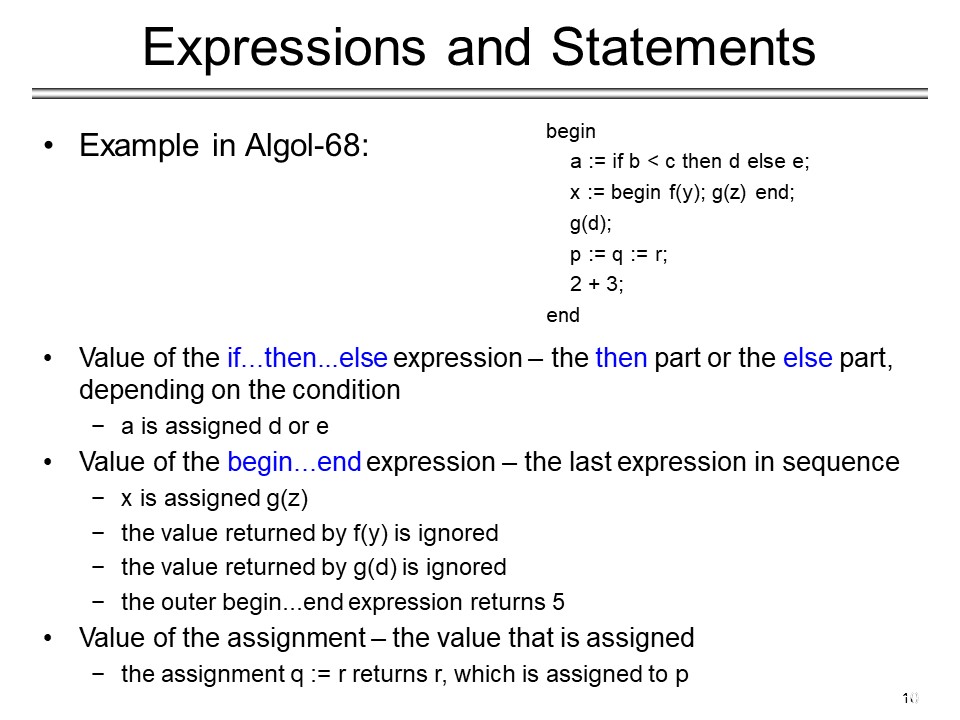 Expressions and Statements
• Example in Algol-68:
begin
a := if b < c then d else e;
x := begin f(y); g(z) end;
g(d);
p := q := r;
2 + 3;
end
• Value of the if...then...else expression – the then part or the else part,
depending on the condition
− a is assigned d or e
• Value of the begin...end expression – the last expression in sequence
− x is assigned g(z)
− the value returned by f(y) is ignored
− the value returned by g(d) is ignored
− the outer begin...end expression returns 5
• Value of the assignment – the value that is assigned
− the assignment q := r returns r, which is assigned to p